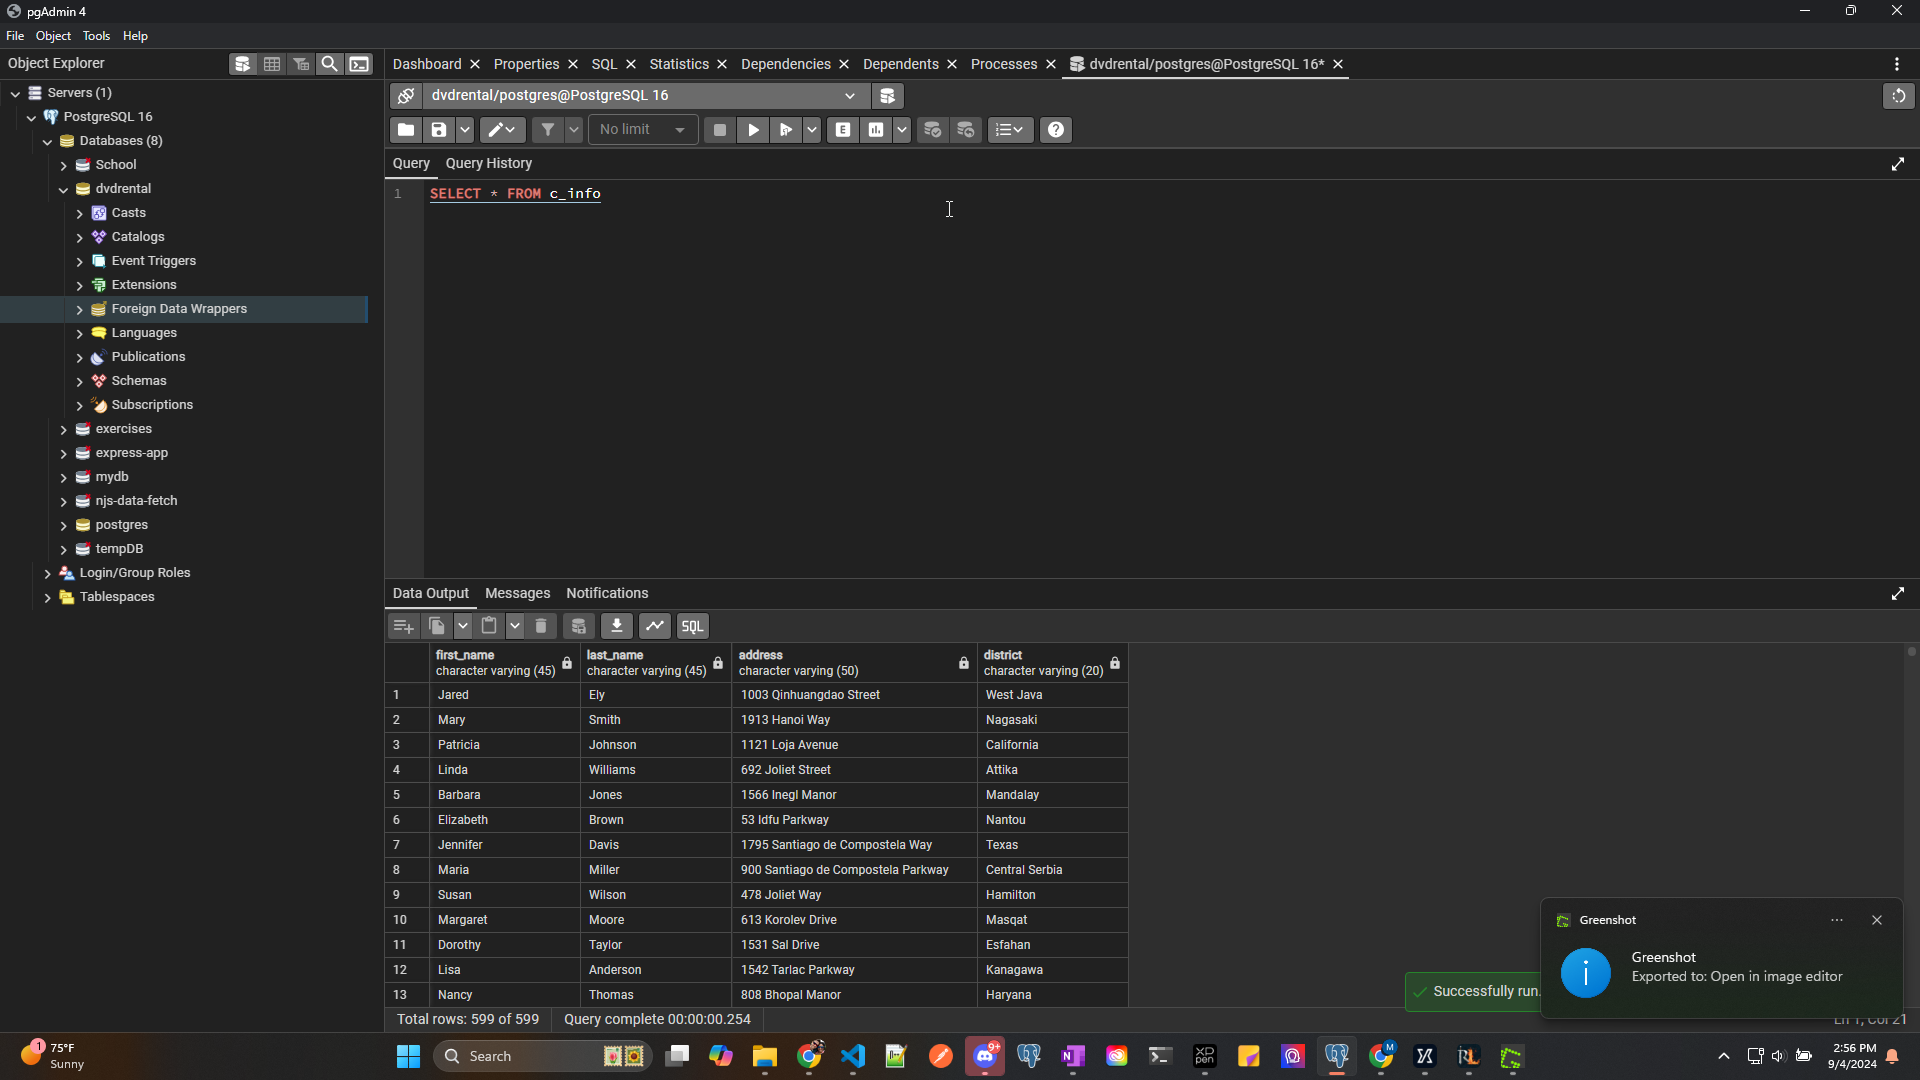 pgAdmin 4
File Object Tools Help
Object Explorer
Dashboard Properties SQL Statistics Dependencies Dependents Processes dvdrental/postgres@PostgreSQL 16*
Servers (1)
PostgreSQL 16
Databases (8)
School
dvdrental
Casts
Catalogs
Event Triggers
Extensions
Foreign Data Wrappers
Languages
Publications
Schemas
Subscriptions
exercises
express-app
mydb
njs-data-fetch
postgres
tempDB
Login/Group Roles
Tablespaces
dvdrental/postgres@PostgreSQL 16
No limit
E
Query Query History
1 SELECT * FROM c_info
Data Output Messages Notifications
SQL
first_name last_name address district
character varying (45) character varying (45) character varying (50) character varying (20)
1 Jared Ely 1003 Qinhuangdao Street West Java
2 Mary Smith 1913 Hanoi Way Nagasaki
3 Patricia Johnson 1121 Loja Avenue California
4 Linda Williams 692 Joliet Street Attika
5 Barbara Jones 1566 Inegl Manor Mandalay
6 Elizabeth Brown 53 Idfu Parkway Nantou
7 Jennifer Davis 1795 Santiago de Compostela Way Texas
8 Maria Miller 900 Santiago de Compostela Parkway Central Serbia
9 Susan Wilson 478 Joliet Way Hamilton
10 Margaret Moore 613 Korolev Drive Masqat
11 Dorothy Taylor 1531 Sal Drive Esfahan
12 Lisa Anderson 1542 Tarlac Parkway Kanagawa
13 Nancy Thomas 808 Bhopal Manor Haryana
Total rows: 599 of 599 Query complete 00:00:00.254
Successfully run.
Greenshot
Greenshot
Exported to: Open in image editor
1
75°F
Sunny
Search
9+
XP
PEN
M
2:56 PM
9/4/2024